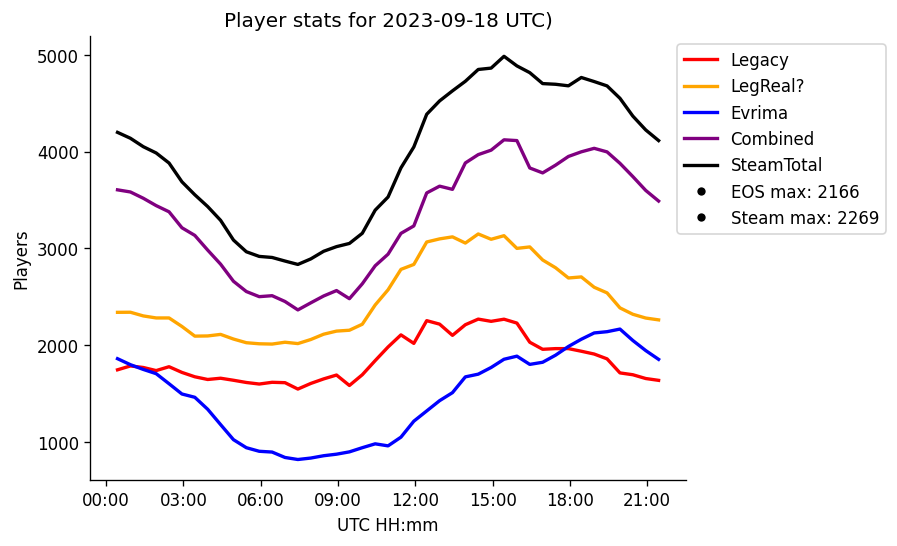 Player stats for 2023-09-18 UTC)
Legacy
LegReal?
Evrima
Combined
SteamTotal
EOS max: 2166
Steam max: 2269
Players
5000
4000
3000
2000
1000
00:00 03:00 06:00 09:00 12:00 15:00 18:00 21:00
UTC HH:mm